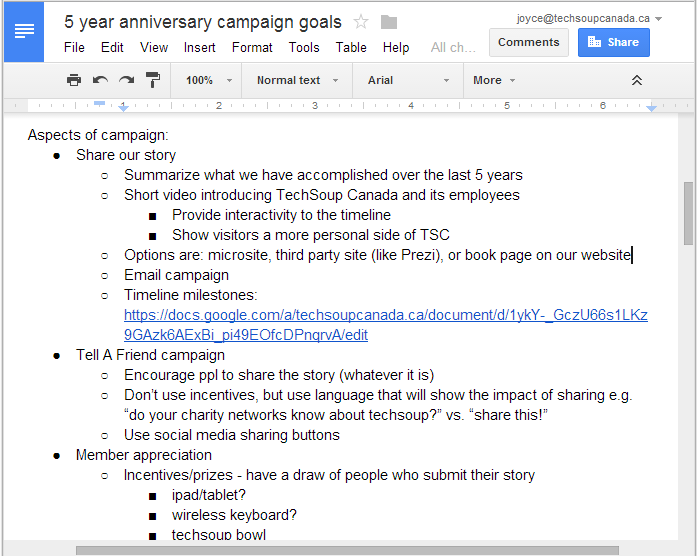 5 year anniversary campaign goals
joyce@techsoupcanada.ca
File Edit View Insert Format Tools Table Help All ch...
Comments
Share
100% Normal text Arial More
1 2 3 4 5 6
Aspects of campaign:
● Share our story
○ Summarize what we have accomplished over the last 5 years
○ Short video introducing TechSoup Canada and its employees
■ Provide interactivity to the timeline
■ Show visitors a more personal side of TSC
○ Options are: microsite, third party site (like Prezi), or book page on our website
○ Email campaign
○ Timeline milestones:
https://docs.google.com/a/techsoupcanada.ca/document/d/1ykY-_GczU66s1LKz
9GAzk6AExBi_pi49EOfcDPnqrvA/edit
● Tell A Friend campaign
○ Encourage ppl to share the story (whatever it is)
○ Don’t use incentives, but use language that will show the impact of sharing e.g.
“do your charity networks know about techsoup?” vs. “share this!”
○ Use social media sharing buttons
● Member appreciation
○ Incentives/prizes - have a draw of people who submit their story
■ ipad/tablet?
■ wireless keyboard?
■ techsoup bowl